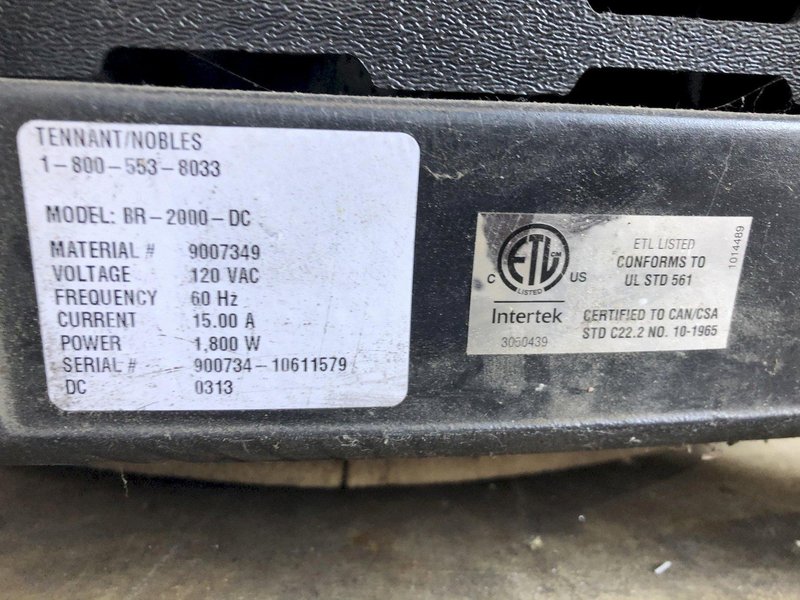 TENNANT/NOBLES
1-800-553-8033
MODEL: BR-2000-DC
MATERIAL # 9007349
VOLTAGE 120 VAC
FREQUENCY 60 Hz
CURRENT 15.00 A
POWER 1,800 W
SERIAL # 900734-10611579
DC 0313
ETL CM
LISTED
C US
Intertek
3060439
ETL LISTED
CONFORMS TO
UL STD 561
CERTIFIED TO CAN/CSA
STD C22.2 NO. 10-1965
1014489